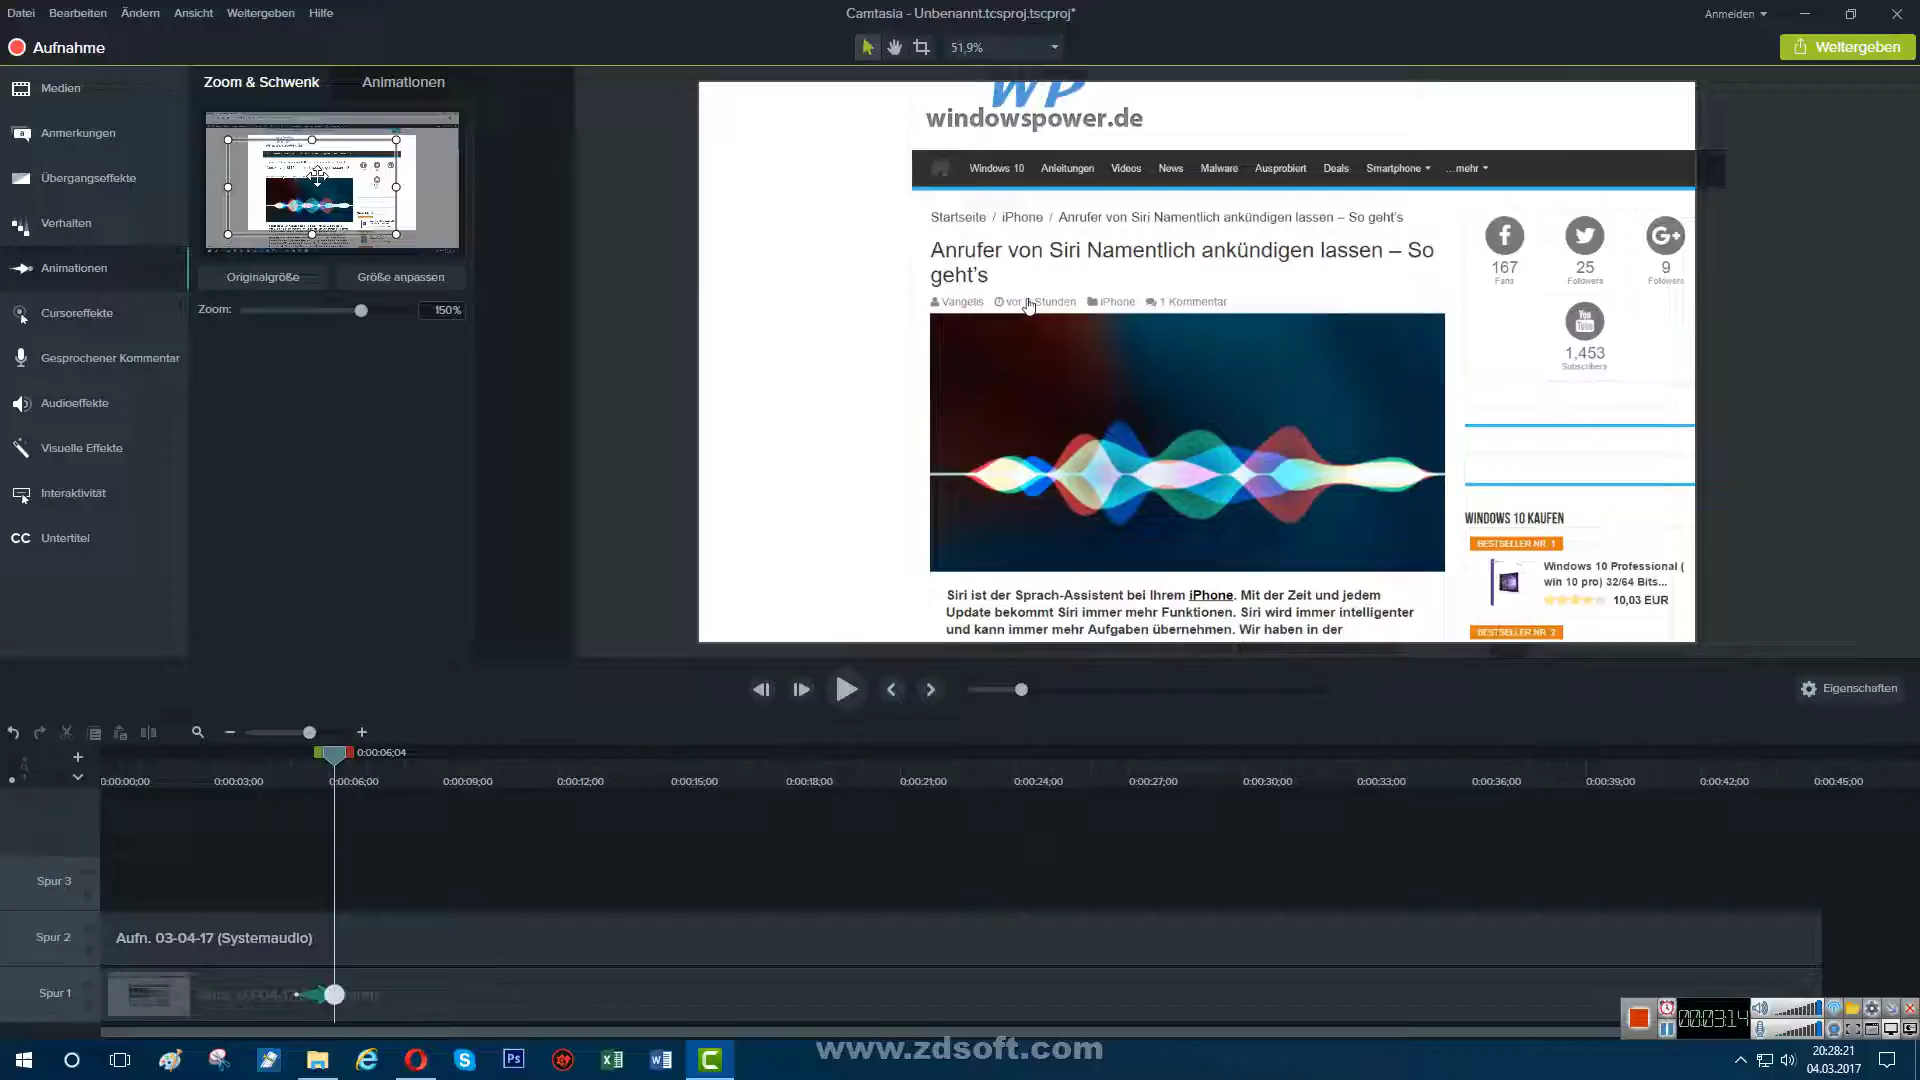 Datei Bearbeiten Ändern Ansicht Weitergeben Hilfe
Camtasia - Unbenannt.tcsproj.tscproj*
Anmelden
Aufnahme
51,9%
Weitergeben
Medien
Anmerkungen
Übergangseffekte
Verhalten
Animationen
Cursoreffekte
Gesprochener Kommentar
Audioeffekte
Visuelle Effekte
Interaktivität
CC Untertitel
Zoom & Schwenk Animationen
Originalgröße Größe anpassen
Zoom: 150%
WP
windowspower.de
Windows 10 Anleitungen Videos News Malware Ausprobiert Deals Smartphone ...mehr
Startseite / iPhone / Anrufer von Siri Namentlich ankündigen lassen – So geht's
Anrufer von Siri Namentlich ankündigen lassen – So
geht's
Vangelis vor Stunden iPhone 1 Kommentar
167 25 9
Fans Followers Followers
You Tube
1,453
Subscribers
WINDOWS 10 KAUFEN
BESTSELLER NR. 1
Windows 10 Professional (
win 10 pro) 32/64 Bits...
10,03 EUR
BESTSELLER NR. 2
Siri ist der Sprach-Assistent bei Ihrem iPhone. Mit der Zeit und jedem
Update bekommt Siri immer mehr Funktionen. Siri wird immer intelligenter
und kann immer mehr Aufgaben übernehmen. Wir haben in der
Eigenschaften
0:00:06;04
0:00:00;00 0:00:03;00 0:00:06;00 0:00:09;00 0:00:12;00 0:00:15;00 0:00:18;00 0:00:21;00 0:00:24;00 0:00:27;00 0:00:30;00 0:00:33;00 0:00:36;00 0:00:39;00 0:00:42;00 0:00:45;00
Spur 3
Spur 2
Aufn. 03-04-17 (Systemaudio)
Spur 1
00:03:14
www.zdsoft.com
20:28:21
04.03.2017